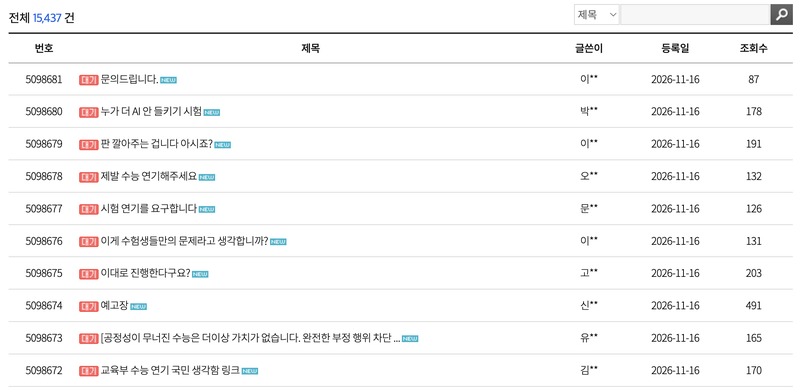 전체 15,437 건
제목
번호 제목 글쓴이 등록일 조회수
5098681 대기 문의드립니다. NEW 이** 2026-11-16 87
5098680 대기 누가 더 AI 안 들키기 시험 NEW 박** 2026-11-16 178
5098679 대기 판 깔아주는 겁니다 아시죠? NEW 이** 2026-11-16 191
5098678 대기 제발 수능 연기해주세요 NEW 오** 2026-11-16 132
5098677 대기 시험 연기를 요구합니다 NEW 문** 2026-11-16 126
5098676 대기 이게 수험생들만의 문제라고 생각합니까? NEW 이** 2026-11-16 131
5098675 대기 이대로 진행한다구요? NEW 고** 2026-11-16 203
5098674 대기 예고장 NEW 신** 2026-11-16 491
5098673 대기 [공정성이 무너진 수능은 더이상 가치가 없습니다. 완전한 부정 행위 차단 ... NEW 유** 2026-11-16 165
5098672 대기 교육부 수능 연기 국민 생각함 링크 NEW 김** 2026-11-16 170